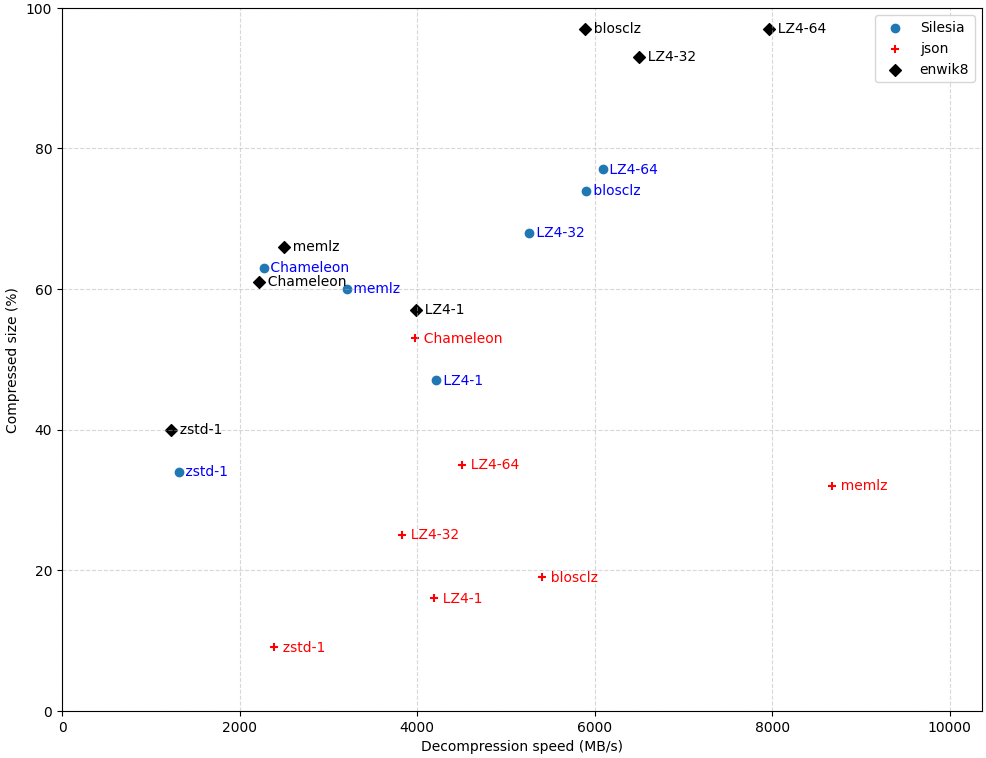 100
blosclz
LZ4-64
Silesia
json
enwik8
LZ4-32
80
LZ4-64
blosclz
LZ4-32
memlz
Chameleon
Chameleon
memlz
60
LZ4-1
Chameleon
LZ4-1
zstd-1
40
zstd-1
LZ4-64
memlz
LZ4-32
blosclz
20
LZ4-1
zstd-1
0
Compressed size (%)
0 2000 4000 6000 8000 10000
Decompression speed (MB/s)